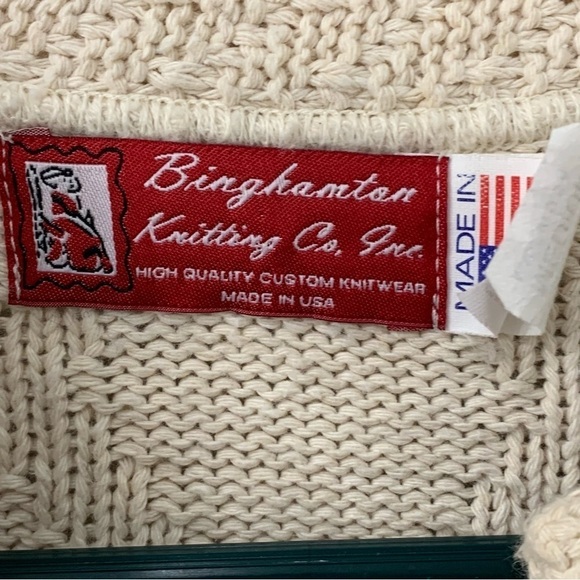 Binghamton
Knitting Co, Inc.
HIGH QUALITY CUSTOM KNITWEAR
MADE IN USA
MADE IN